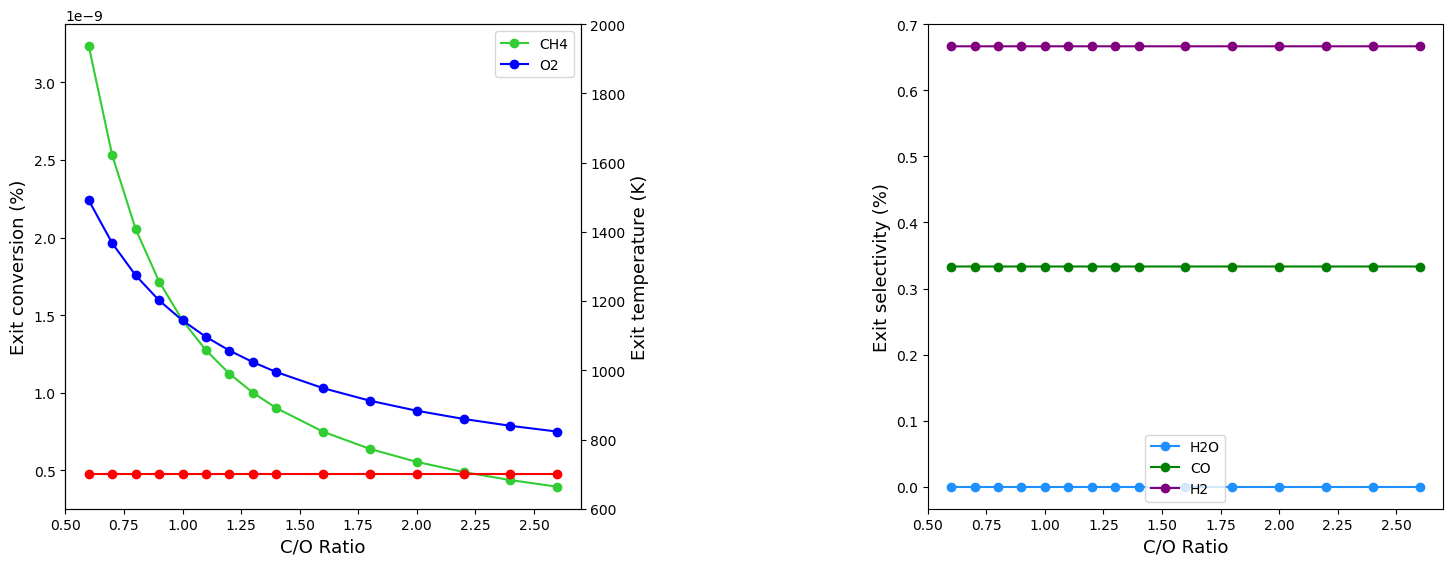 1e−9
Exit conversion (%)
3.0
2.5
2.0
1.5
1.0
0.5
CH4
O2
2000
1800
1600
1400
1200
1000
800
600
Exit temperature (K)
0.50 0.75 1.00 1.25 1.50 1.75 2.00 2.25 2.50
C/O Ratio
Exit selectivity (%)
0.7
0.6
0.5
0.4
0.3
0.2
0.1
0.0
H2O
CO
H2
0.50 0.75 1.00 1.25 1.50 1.75 2.00 2.25 2.50
C/O Ratio